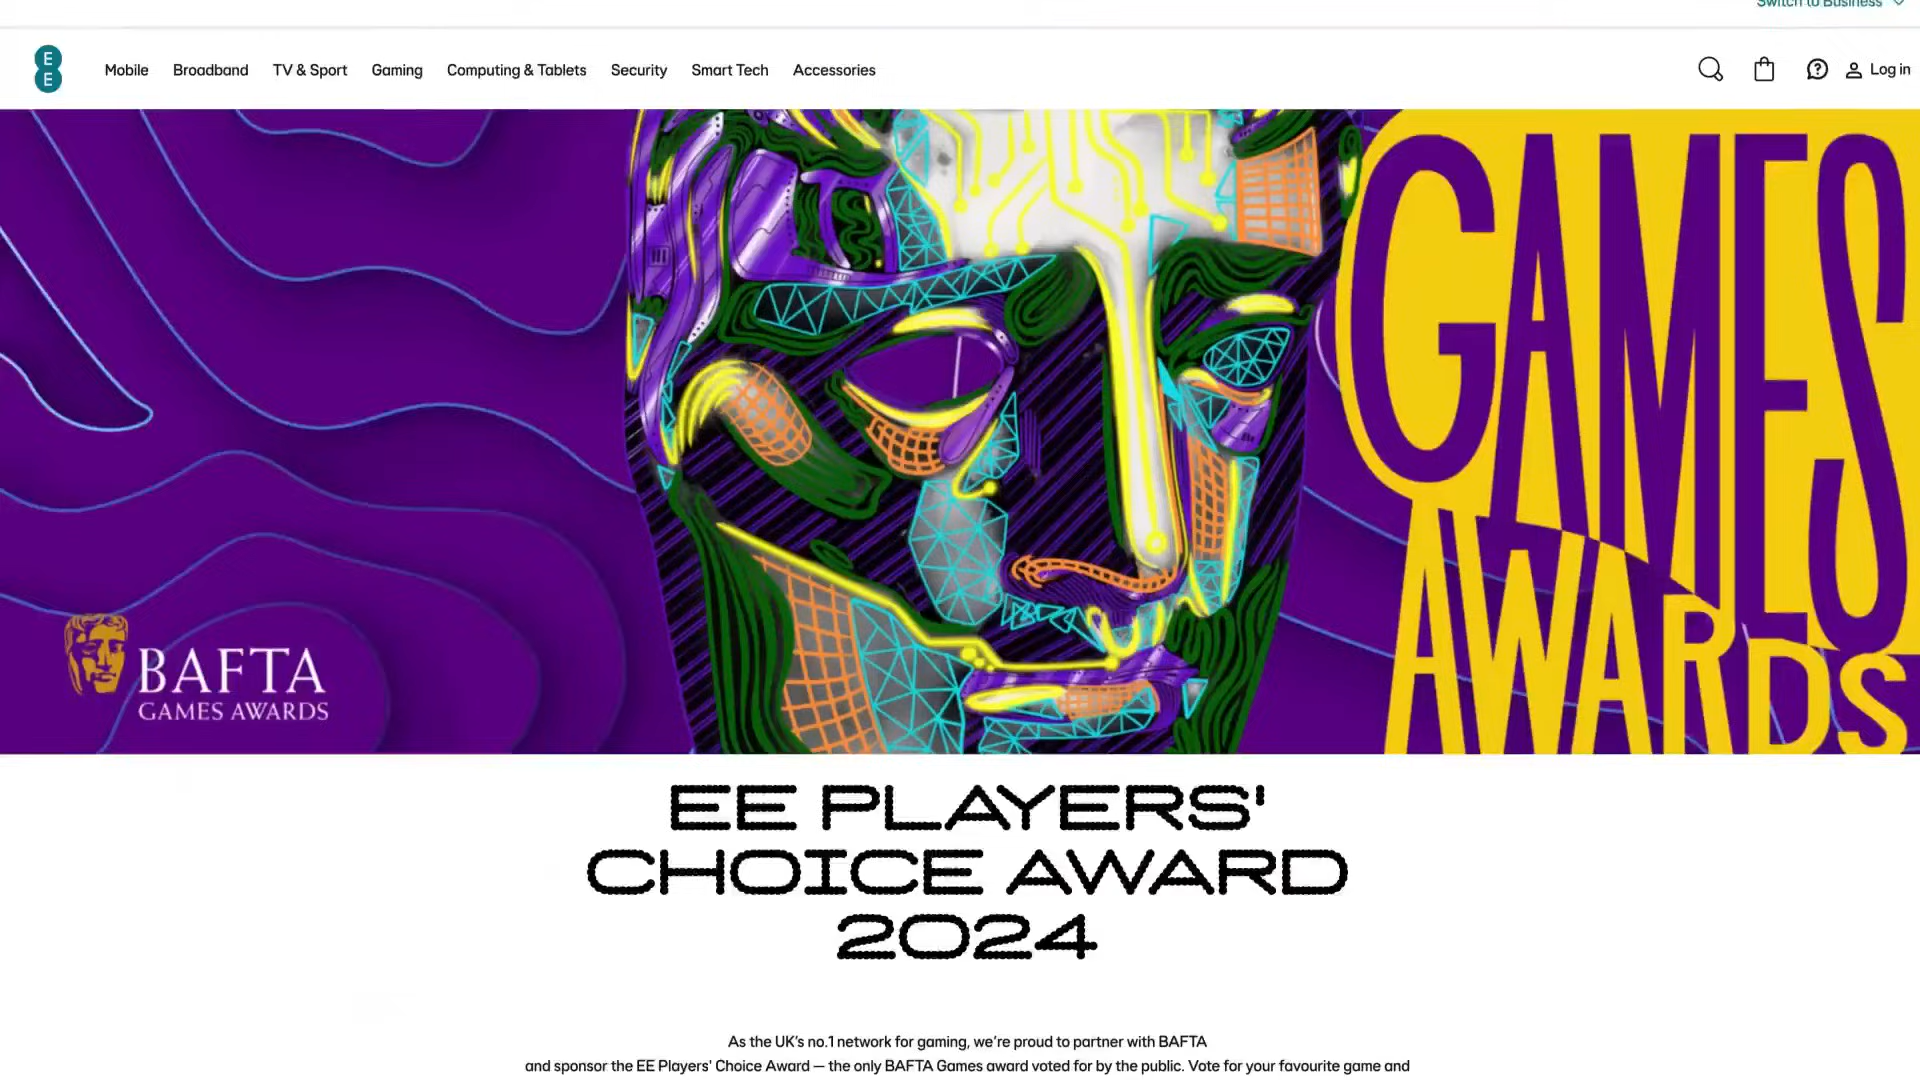 Switch to Business
E
E
Mobile Broadband TV & Sport Gaming Computing & Tablets Security Smart Tech Accessories Log in
GAMES
AWARDS
BAFTA
GAMES AWARDS
EE PLAYERS'
CHOICE AWARD
2024
As the UK's no.1 network for gaming, we're proud to partner with BAFTA
and sponsor the EE Players' Choice Award — the only BAFTA Games award voted for by the public. Vote for your favourite game and